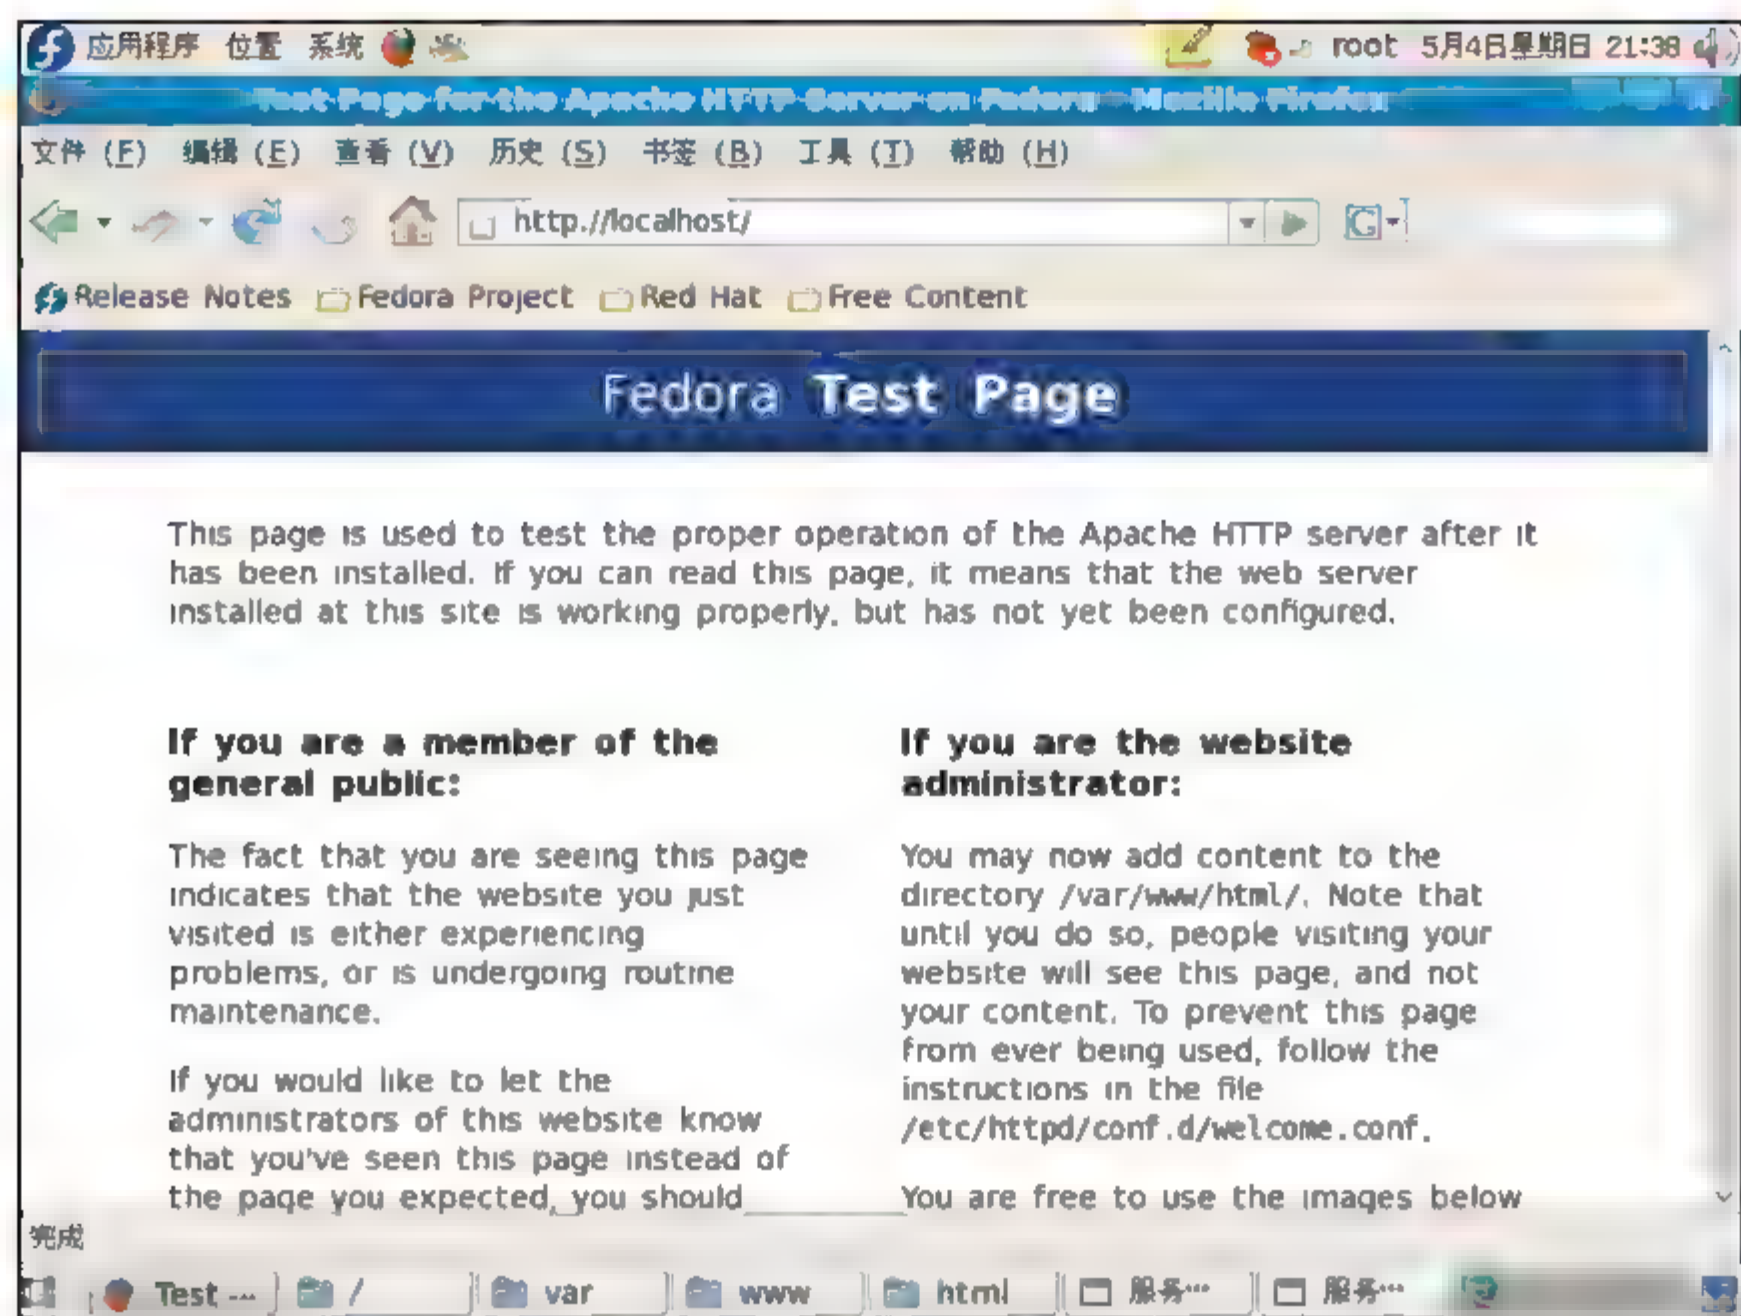 应用程序 位置 系统 root 5月4日星期日 21:38
Test Page for the Apache HTTP Server on Fedora - Mozilla Firefox
文件 (F) 编辑 (E) 查看 (V) 历史 (S) 书签 (B) 工具 (T) 帮助 (H)
http://localhost/ G
Release Notes Fedora Project Red Hat Free Content
Fedora Test Page
This page is used to test the proper operation of the Apache HTTP server after it
has been installed. If you can read this page, it means that the web server
installed at this site is working properly, but has not yet been configured.
If you are a member of the
general public:
The fact that you are seeing this page
indicates that the website you just
visited is either experiencing
problems, or is undergoing routine
maintenance.
If you would like to let the
administrators of this website know
that you've seen this page instead of
the page you expected, you should
If you are the website
administrator:
You may now add content to the
directory /var/www/html/. Note that
until you do so, people visiting your
website will see this page, and not
your content. To prevent this page
from ever being used, follow the
instructions in the file
/etc/httpd/conf.d/welcome.conf.
You are free to use the images below
完成
Test --- / var www html 服务… 服务…